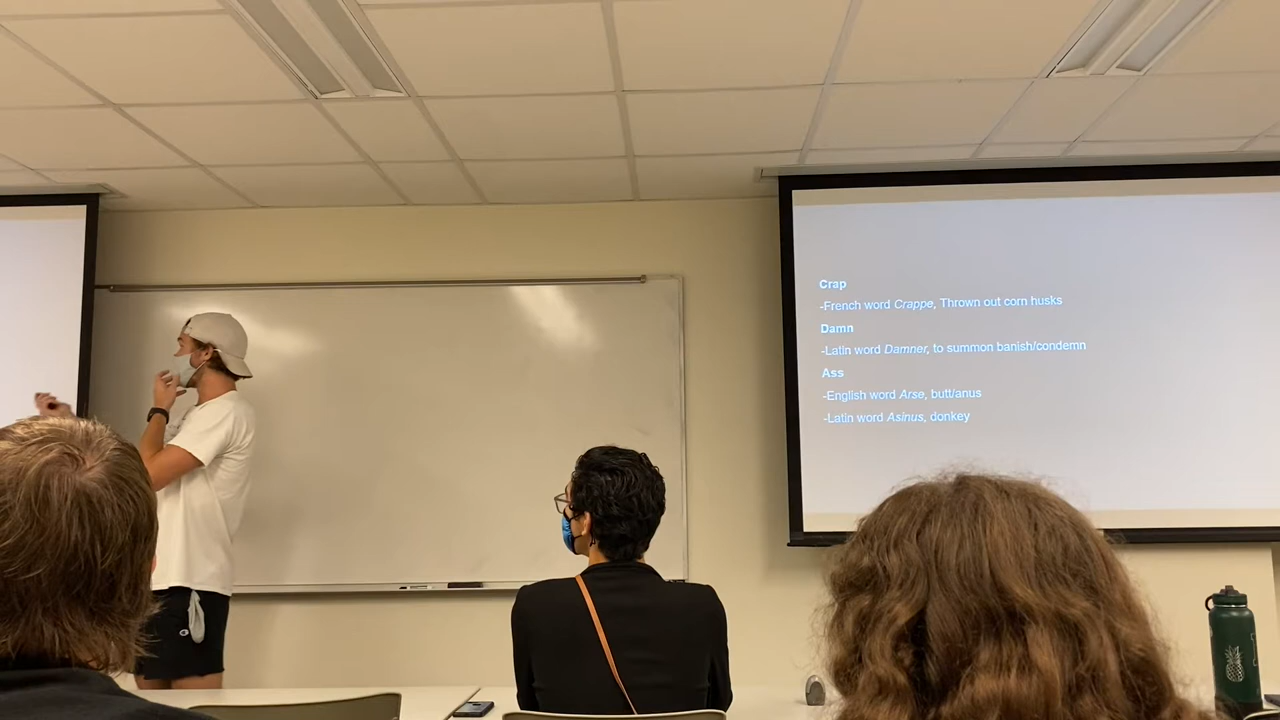 Crap
-French word Crappe, Thrown out corn husks
Damn
-Latin word Damner, to summon banish/condemn
Ass
-English word Arse, butt/anus
-Latin word Asinus, donkey